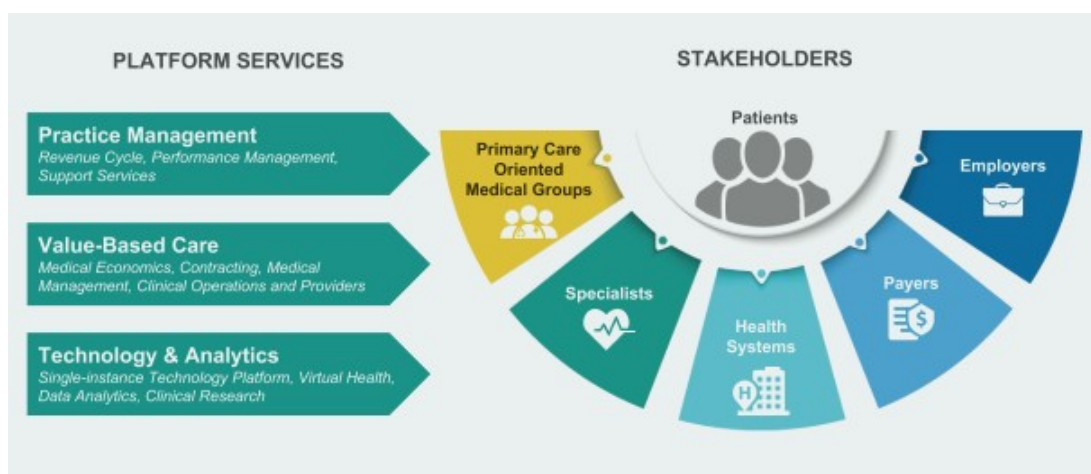 PLATFORM SERVICES
Practice Management
Revenue Cycle, Performance Management,
Support Services
Value-Based Care
Medical Economics, Contracting, Medical
Management, Clinical Operations and Providers
Technology & Analytics
Single-instance Technology Platform, Virtual Health,
Data Analytics, Clinical Research
STAKEHOLDERS
Patients
Primary Care
Oriented
Medical Groups
Specialists
Health
Systems
H
Payers
$
Employers